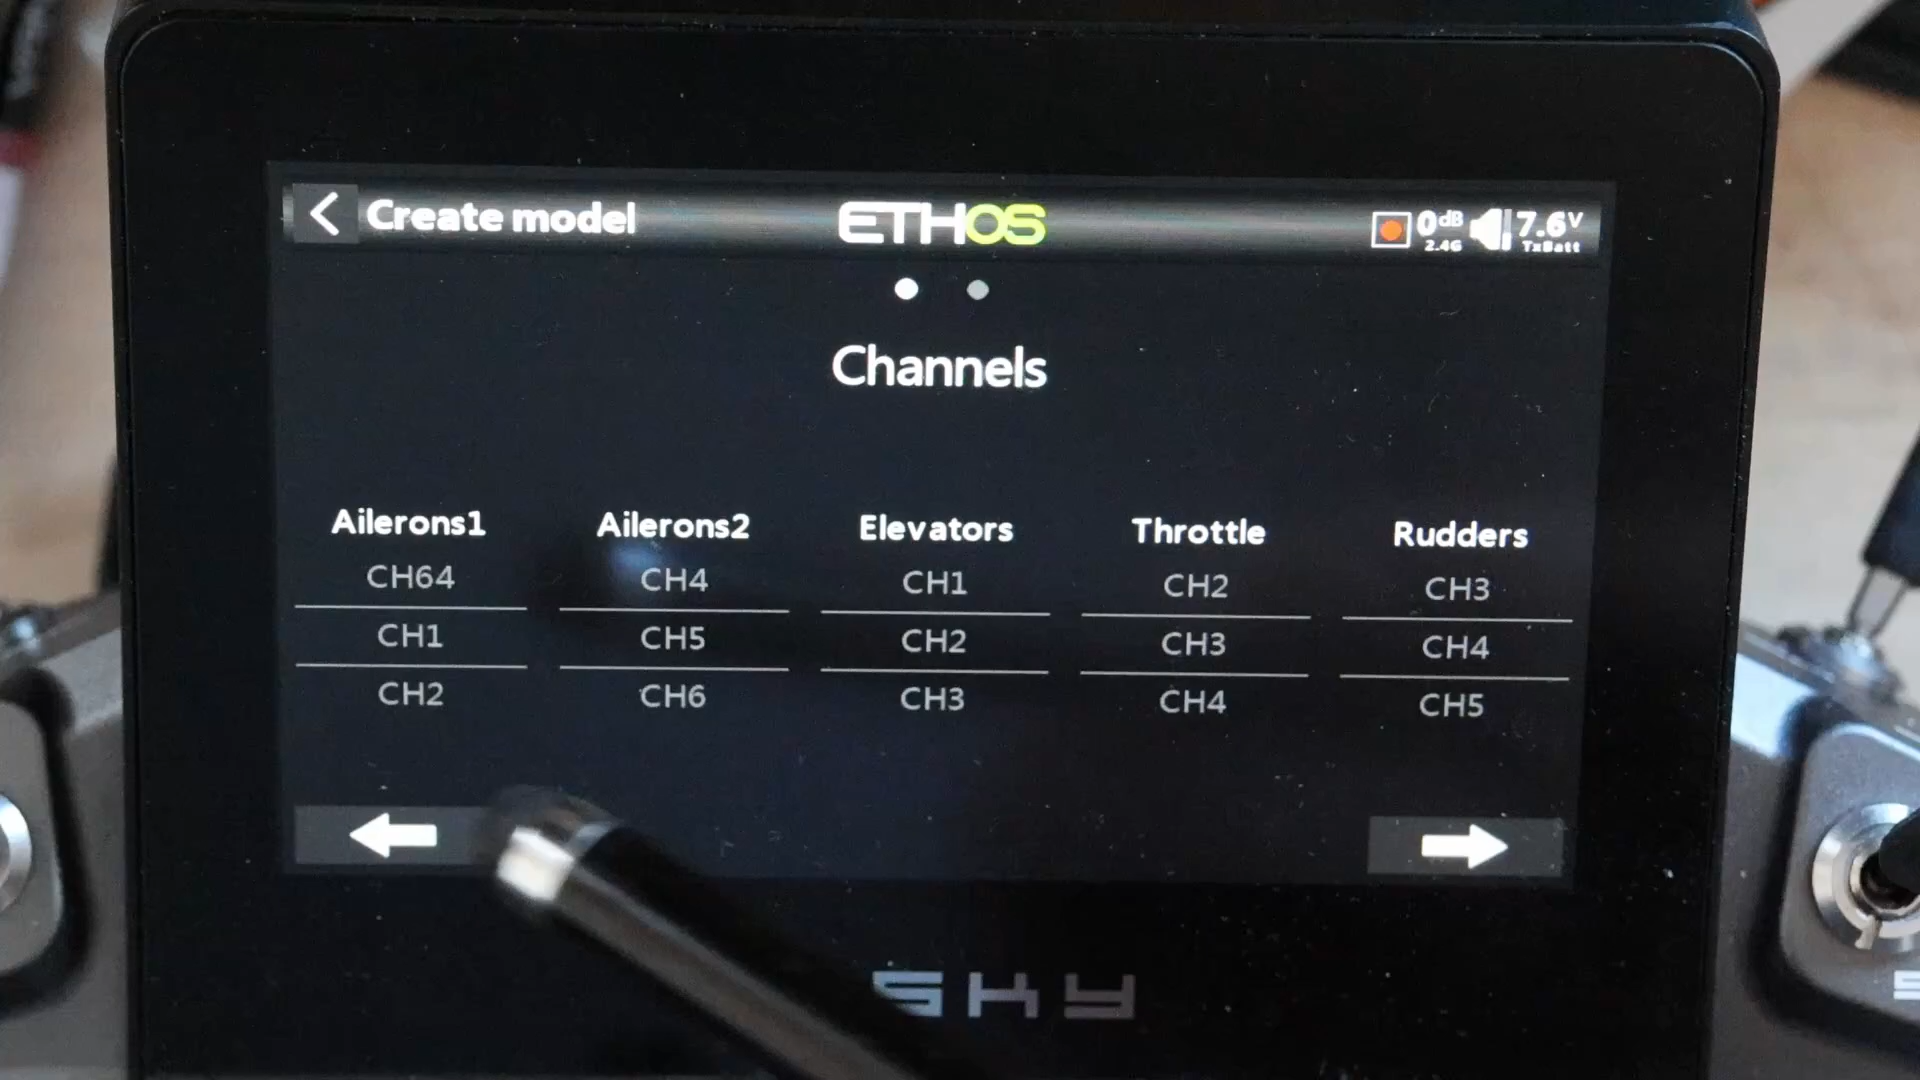 Create model
ETHOS
0dB
2.4G
7.6V
TxBatt
Channels
Ailerons1 Ailerons2 Elevators Throttle Rudders
CH64 CH4 CH1 CH2 CH3
CH1 CH5 CH2 CH3 CH4
CH2 CH6 CH3 CH4 CH5
SKY